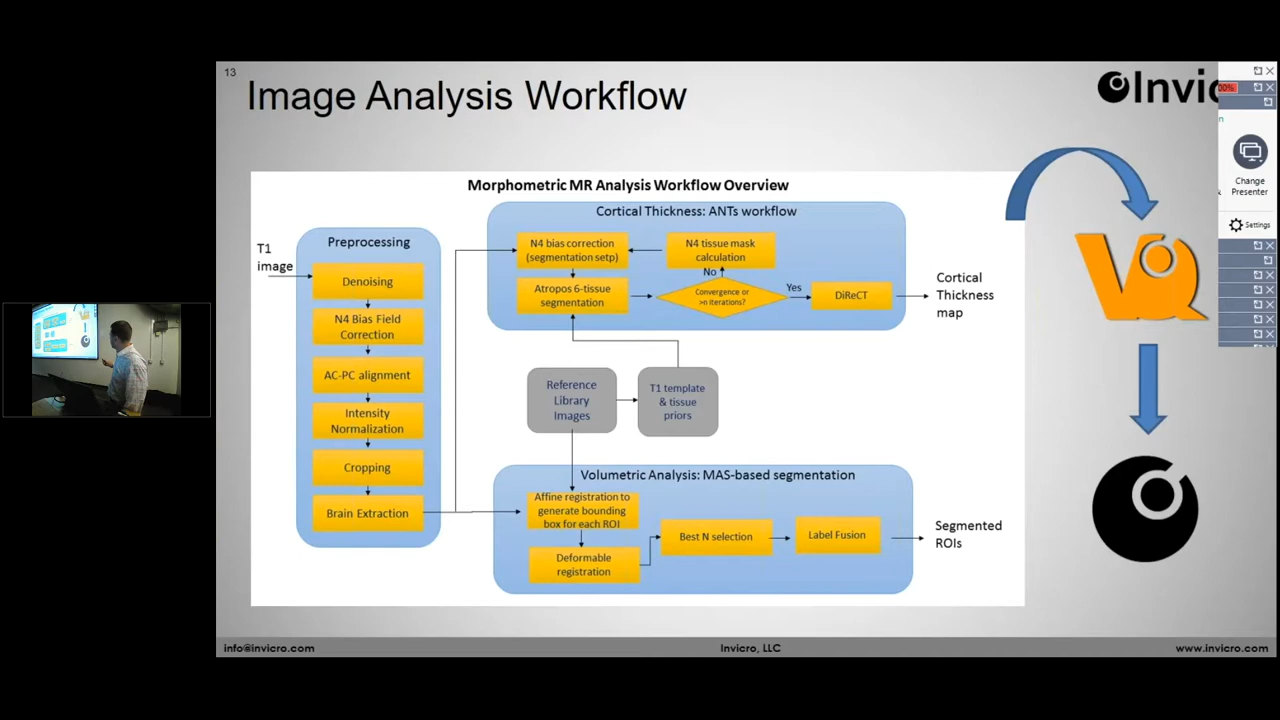 13
Image Analysis Workflow
Invic
00%
n
Change
Presenter
Settings
Morphometric MR Analysis Workflow Overview
T1
image
Preprocessing
Denoising
N4 Bias Field
Correction
AC-PC alignment
Intensity
Normalization
Cropping
Brain Extraction
Cortical Thickness: ANTs workflow
N4 bias correction
(segmentation setp)
N4 tissue mask
calculation
No
Atropos 6-tissue
segmentation
Convergence or
>n iterations?
Yes
DiReCT
Cortical
Thickness
map
Reference
Library
Images
T1 template
& tissue
priors
Volumetric Analysis: MAS-based segmentation
Affine registration to
generate bounding
box for each ROI
Deformable
registration
Best N selection
Label Fusion
Segmented
ROIs
VQ
info@invicro.com
Invicro, LLC
www.invicro.com